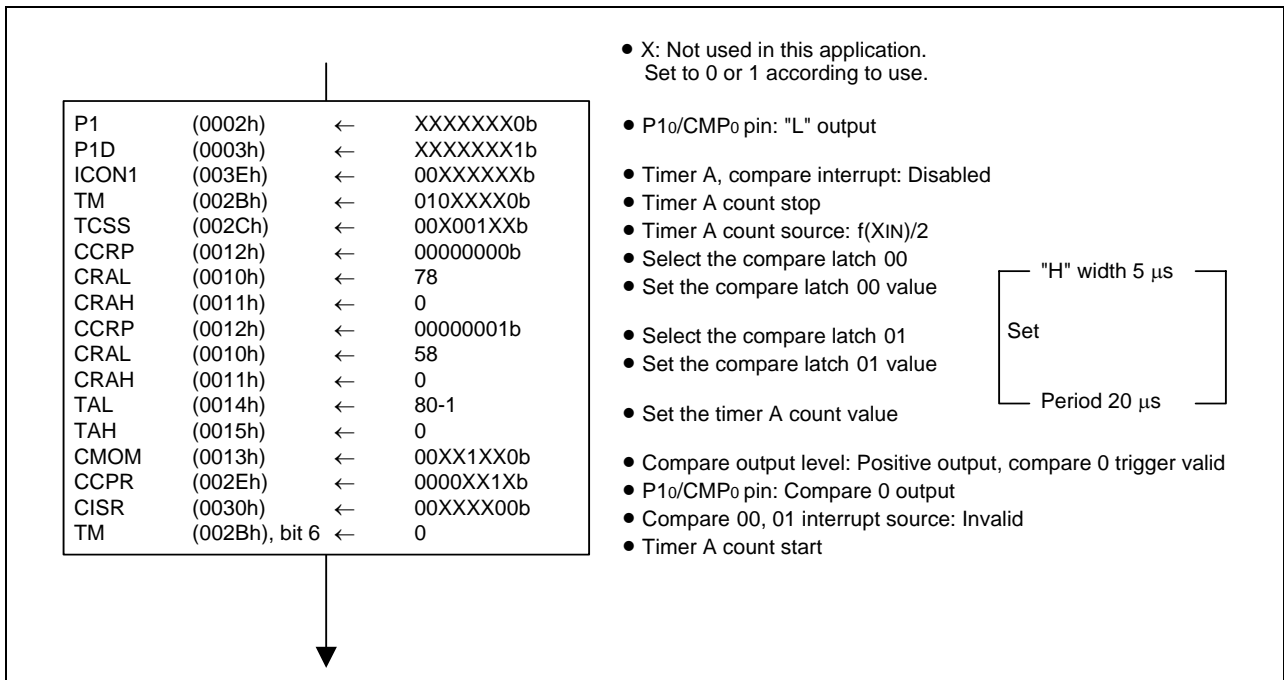 ● X: Not used in this application.
Set to 0 or 1 according to use.
P1 (0002h) ← XXXXXXX0b ● P10/CMP0 pin: "L" output
P1D (0003h) ← XXXXXXX1b
ICON1 (003Eh) ← 00XXXXXXb ● Timer A, compare interrupt: Disabled
TM (002Bh) ← 010XXXX0b ● Timer A count stop
TCSS (002Ch) ← 00X001XXb ● Timer A count source: f(XIN)/2
CCRP (0012h) ← 00000000b ● Select the compare latch 00
CRAL (0010h) ← 78 ● Set the compare latch 00 value
CRAH (0011h) ← 0
CCRP (0012h) ← 00000001b ● Select the compare latch 01
CRAL (0010h) ← 58 ● Set the compare latch 01 value
CRAH (0011h) ← 0
TAL (0014h) ← 80-1 ● Set the timer A count value
TAH (0015h) ← 0
CMOM (0013h) ← 00XX1XX0b ● Compare output level: Positive output, compare 0 trigger valid
CCPR (002Eh) ← 0000XX1Xb ● P10/CMP0 pin: Compare 0 output
CISR (0030h) ← 00XXXX00b ● Compare 00, 01 interrupt source: Invalid
TM (002Bh), bit 6 ← 0 ● Timer A count start
"H" width 5 μs
Set
Period 20 μs